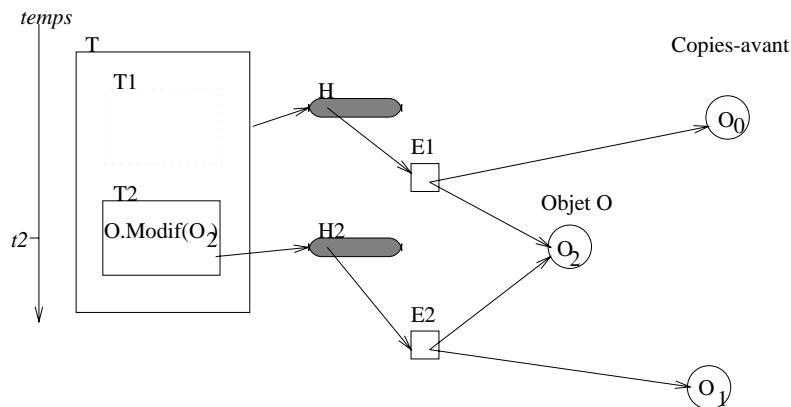 temps
T
Copies-avant
T1
H
O0
E1
T2
Objet O
O.Modif(O2)
t2
H2
O2
E2
O1